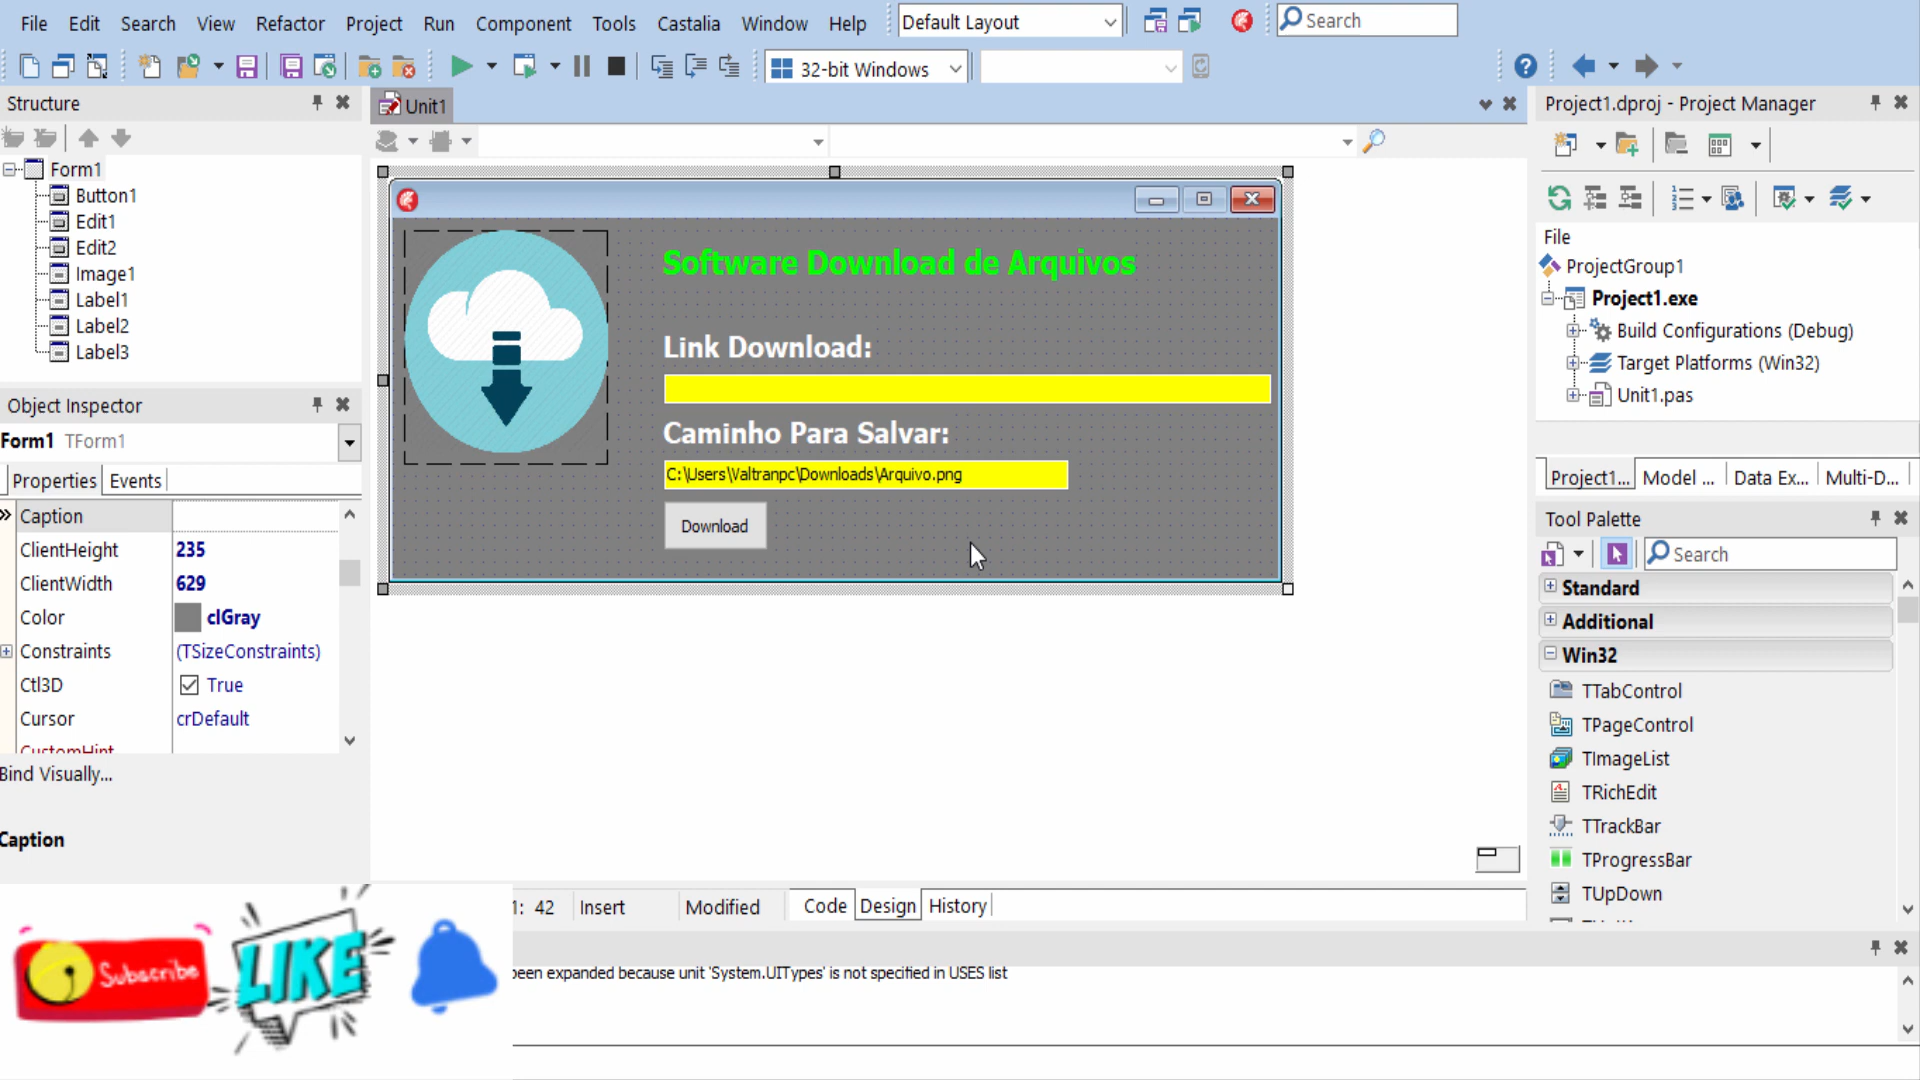 File Edit Search View Refactor Project Run Component Tools Castalia Window Help Default Layout Search
32-bit Windows
Structure
Form1
Button1
Edit1
Edit2
Image1
Label1
Label2
Label3
Object Inspector
Form1 TForm1
Properties Events
Caption
ClientHeight 235
ClientWidth 629
Color clGray
Constraints (TSizeConstraints)
Ctl3D True
Cursor crDefault
CustomHint
Bind Visually...
Caption
Subscribe
LIKE
Unit1
Software Download de Arquivos
Link Download:
Caminho Para Salvar:
C:\Users\Valtranpc\Downloads\Arquivo.png
Download
1: 42 Insert Modified Code Design History
been expanded because unit 'System.UITypes' is not specified in USES list
Project1.dproj - Project Manager
File
ProjectGroup1
Project1.exe
Build Configurations (Debug)
Target Platforms (Win32)
Unit1.pas
Project1... Model ... Data Ex... Multi-D...
Tool Palette
Search
Standard
Additional
Win32
TTabControl
TPageControl
TImageList
TRichEdit
TTrackBar
TProgressBar
TUpDown